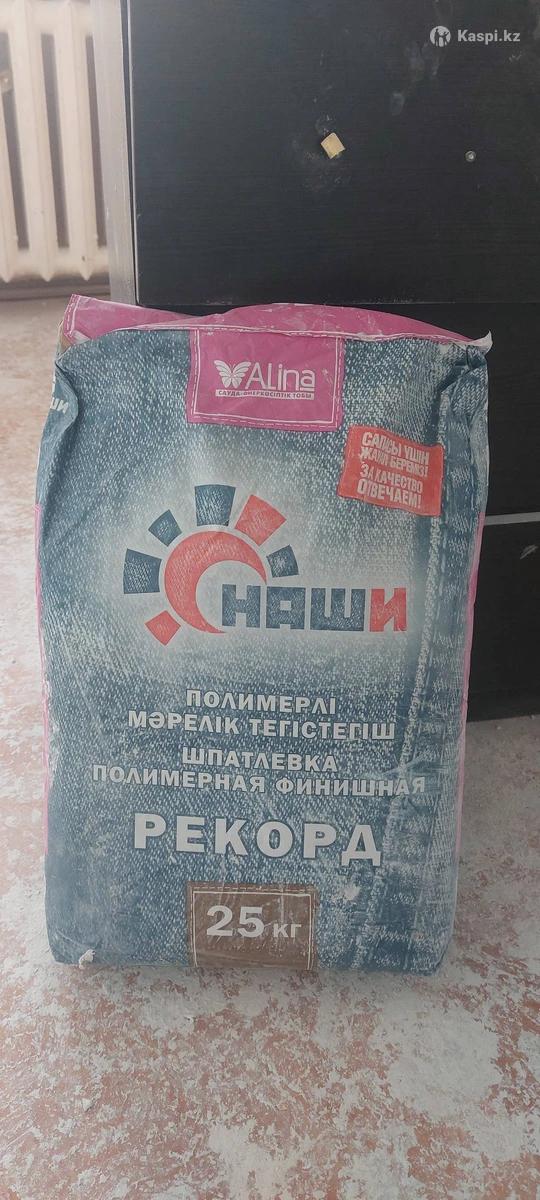 Kaspi.kz
ALina
САУДА-ӨНЕРКӘСІПТІК ТОБЫ
САПАСЫ ҮШІН
ЖАУАП БЕРЕМІЗ!
ЗА КАЧЕСТВО
ОТВЕЧАЕМ!
НАШИ
ПОЛИМЕРЛІ
МӘРЕЛІК ТЕГІСТЕГІШ
ШПАТЛЕВКА
ПОЛИМЕРНАЯ ФИНИШНАЯ
РЕКОРД
25 КГ